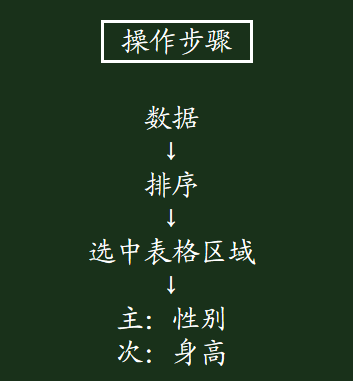 操作步骤
数据
↓
排序
↓
选中表格区域
↓
主：性别
次：身高